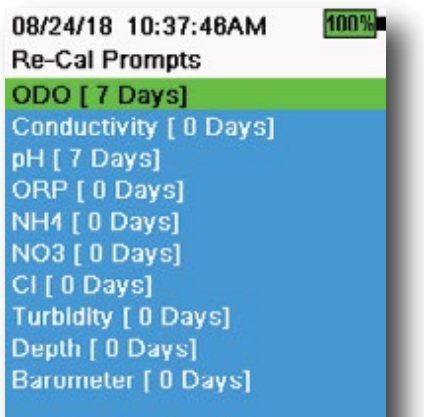 08/24/18 10:37:46AM 100%
Re-Cal Prompts
ODO [ 7 Days]
Conductivity [ 0 Days]
pH [ 7 Days]
ORP [ 0 Days]
NH4 [ 0 Days]
NO3 [ 0 Days]
Cl [ 0 Days]
Turbidity [ 0 Days]
Depth [ 0 Days]
Barometer [ 0 Days]